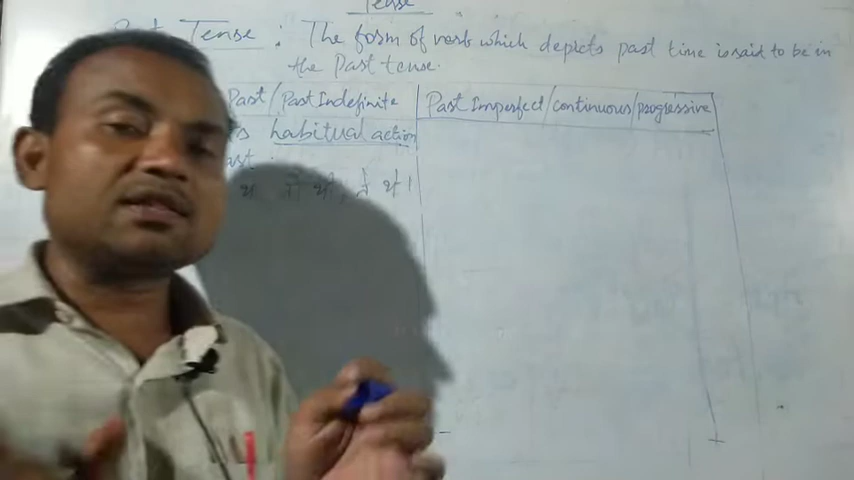 Tense
Past Tense : The form of verb which depicts past time is said to be in
the Past tense.
Past/Past Indefinite
Past Imperfect/continuous/progressive
habitual action